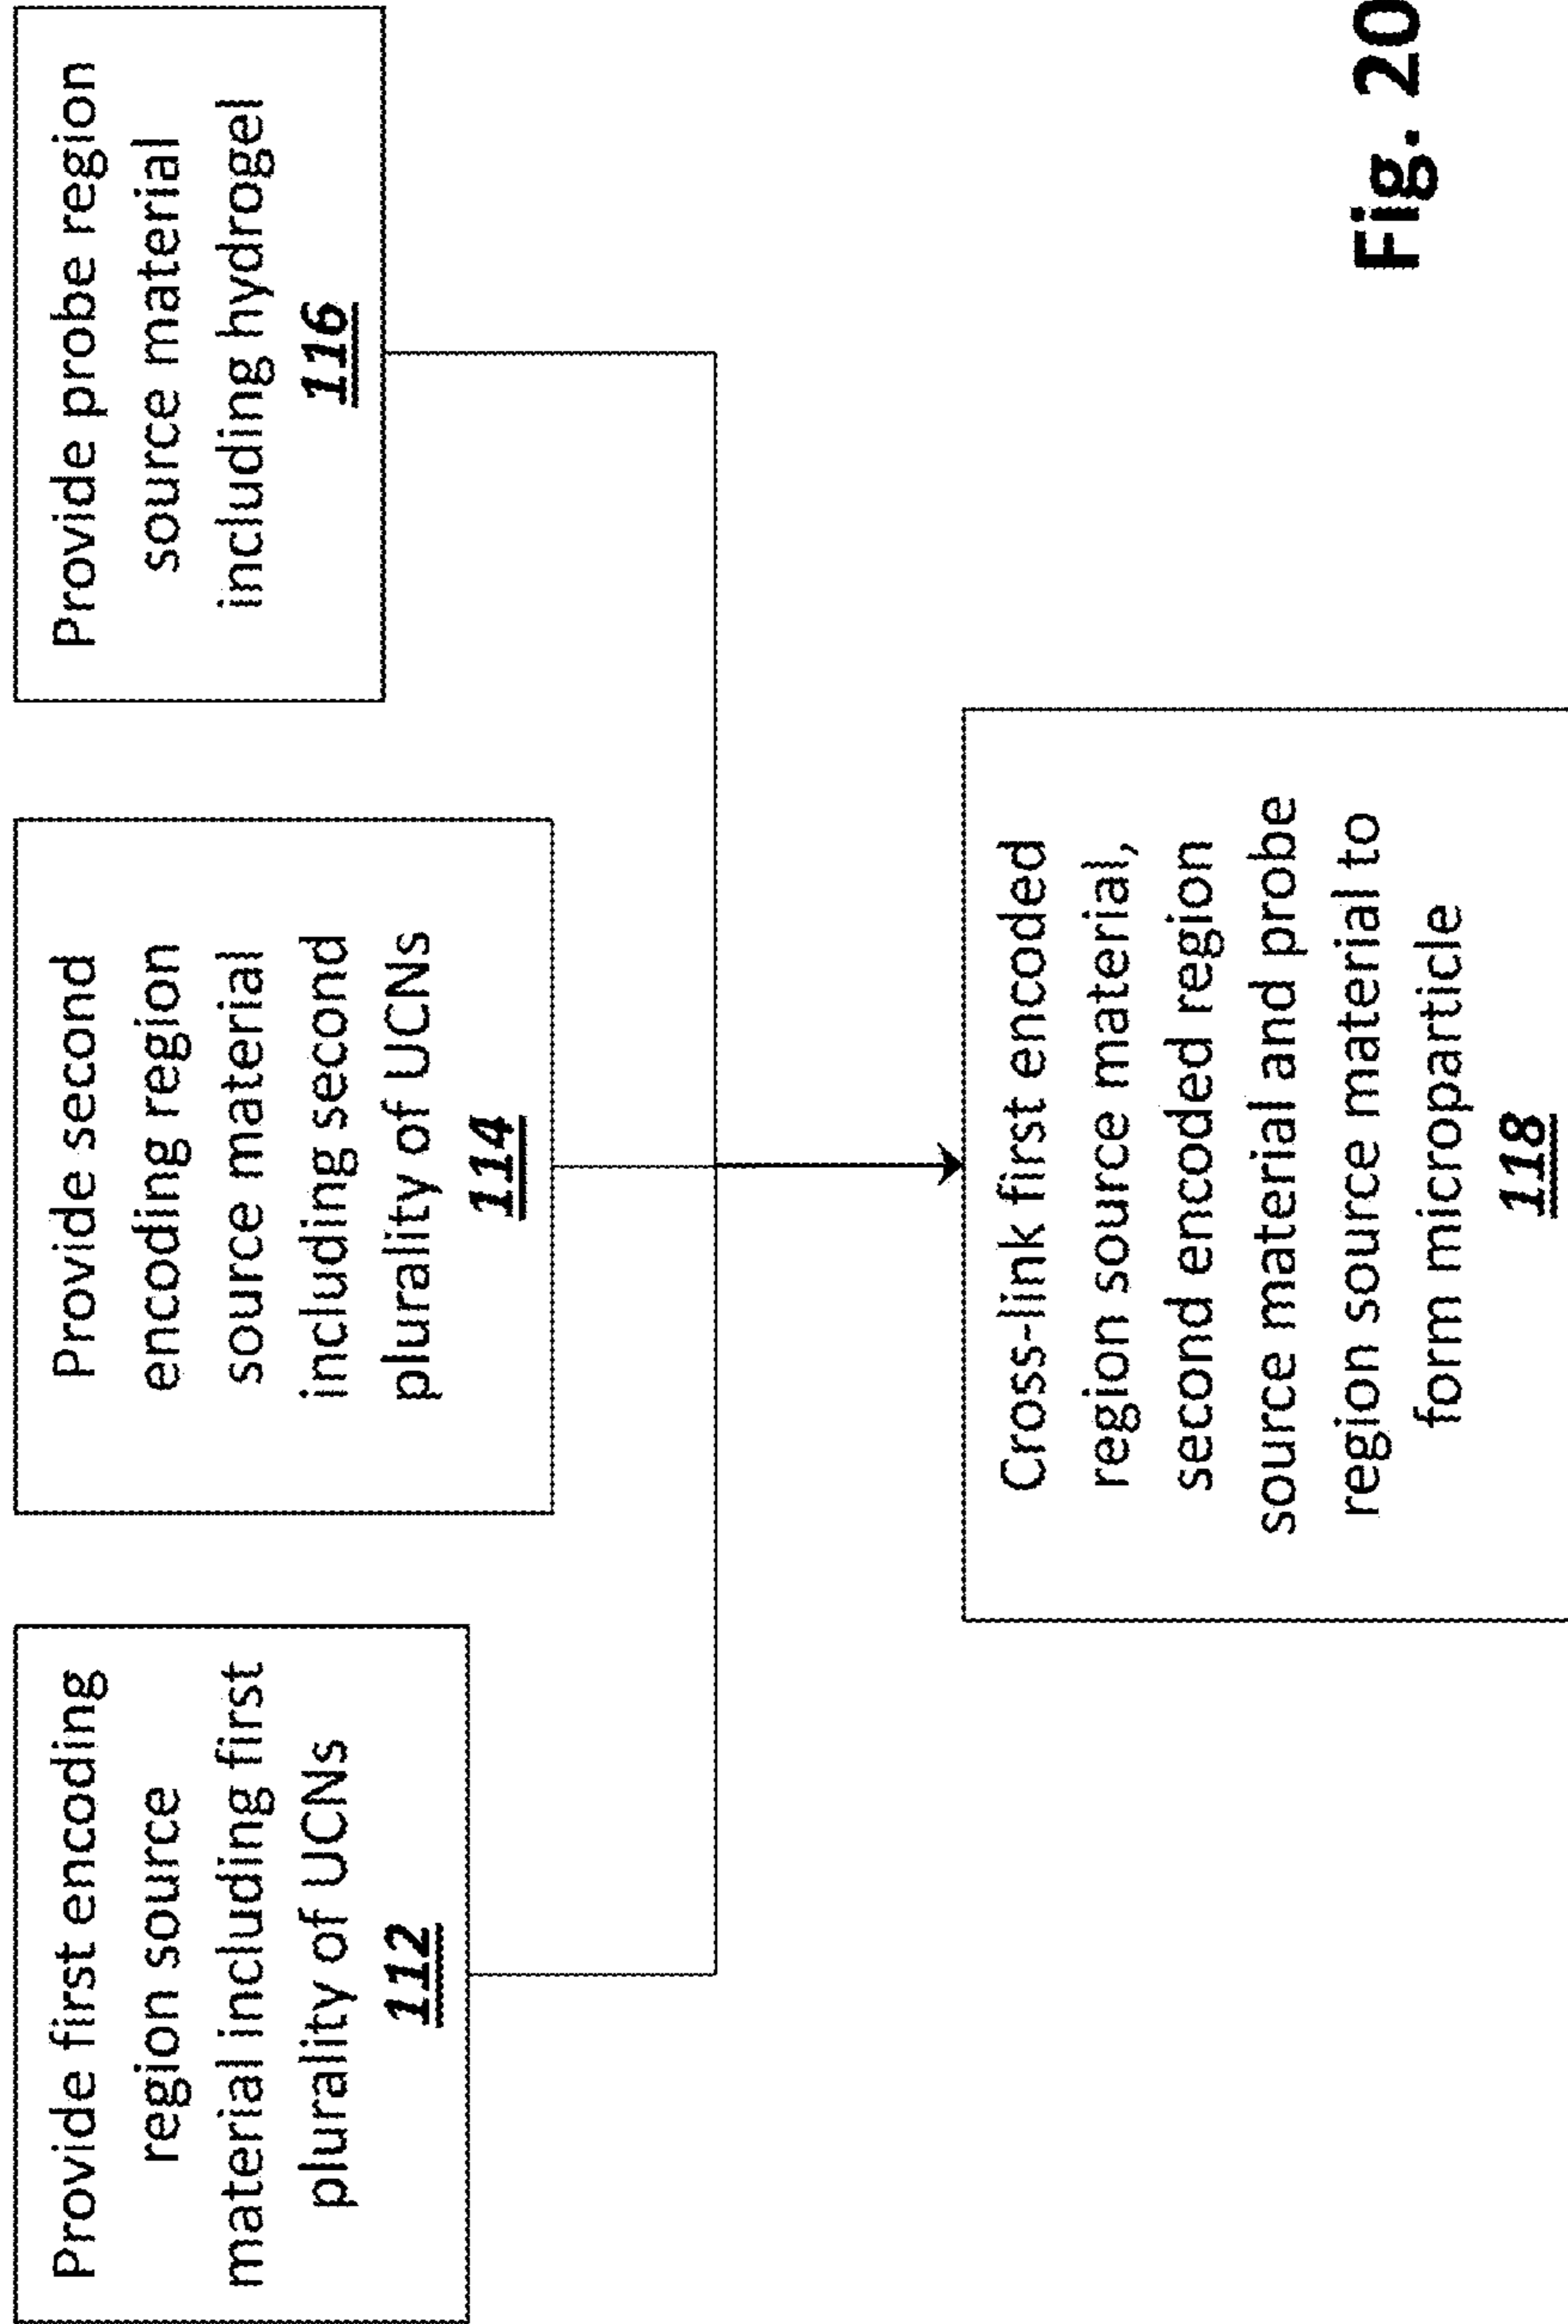 Provide first encoding
region source
material including first
plurality of UCNs
112
Provide second
encoding region
source material
including second
plurality of UCNs
114
Provide probe region
source material
including hydrogel
116
Cross-link first encoded
region source material,
second encoded region
source material and probe
region source material to
form microparticle
118
Fig. 20